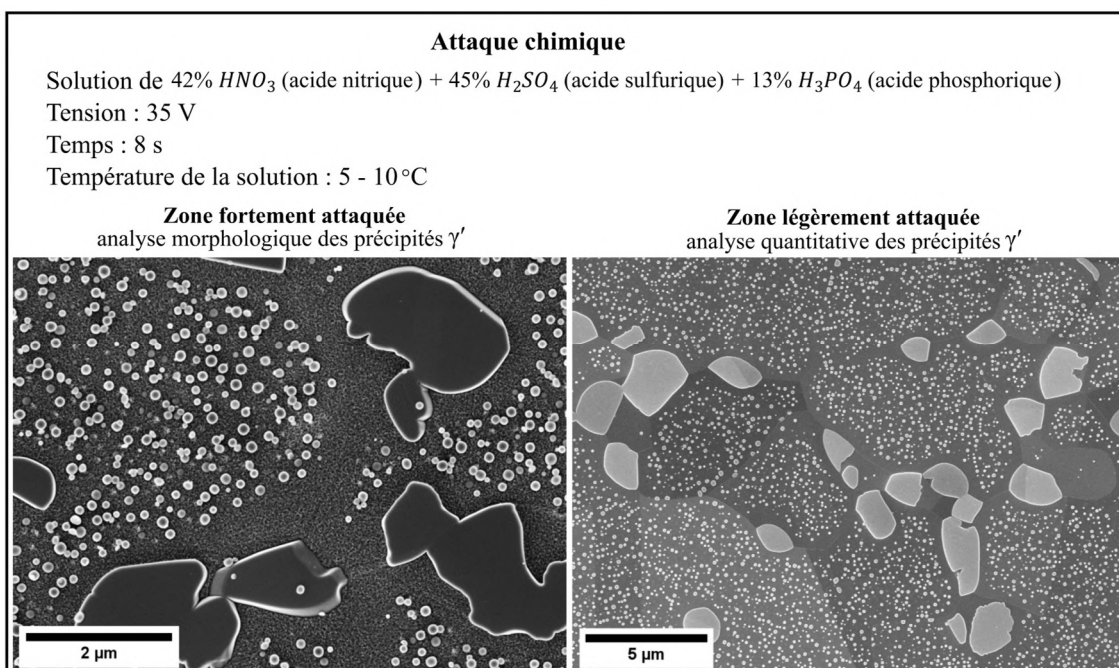 Attaque chimique
Solution de 42% HNO₃ (acide nitrique) + 45% H₂SO₄ (acide sulfurique) + 13% H₃PO₄ (acide phosphorique)
Tension : 35 V
Temps : 8 s
Température de la solution : 5 - 10 °C
Zone fortement attaquée
analyse morphologique des précipités γ′
Zone légèrement attaquée
analyse quantitative des précipités γ′
2 µm
5 µm